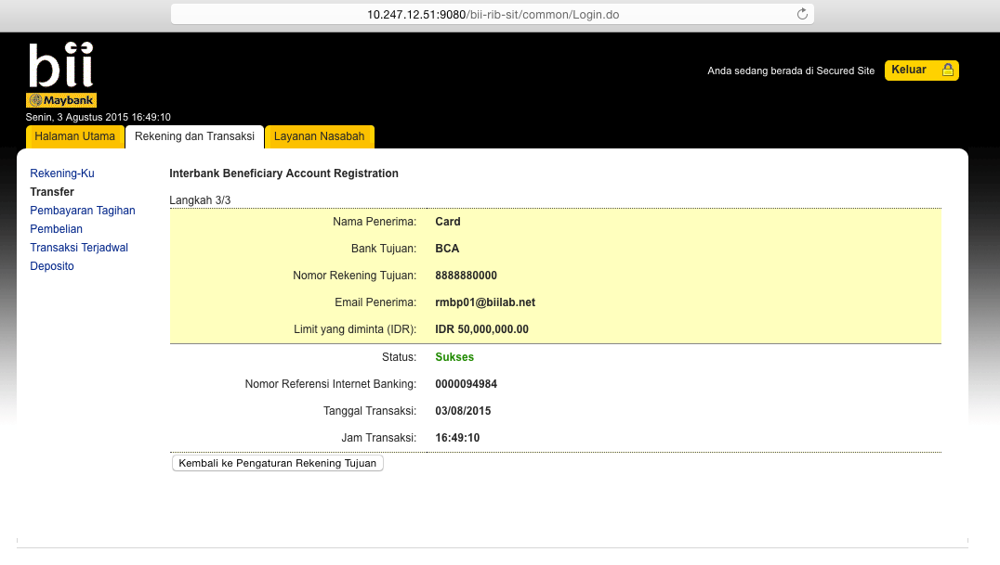 10.247.12.51:9080/bii-rib-sit/common/Login.do
bii
Maybank
Anda sedang berada di Secured Site
Keluar
Senin, 3 Agustus 2015 16:49:10
Halaman Utama
Rekening dan Transaksi
Layanan Nasabah
Rekening-Ku
Transfer
Pembayaran Tagihan
Pembelian
Transaksi Terjadwal
Deposito
Interbank Beneficiary Account Registration
Langkah 3/3
Nama Penerima: Card
Bank Tujuan: BCA
Nomor Rekening Tujuan: 8888880000
Email Penerima: rmbp01@biilab.net
Limit yang diminta (IDR): IDR 50,000,000.00
Status: Sukses
Nomor Referensi Internet Banking: 0000094984
Tanggal Transaksi: 03/08/2015
Jam Transaksi: 16:49:10
Kembali ke Pengaturan Rekening Tujuan